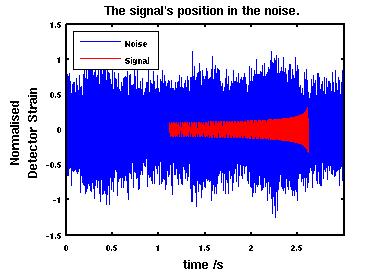 The signal's position in the noise.
1.5
Noise
1
Signal
0.5
0
-0.5
-1
-1.5
Normalised
Detector Strain
0 0.5 1 1.5 2 2.5
time /s